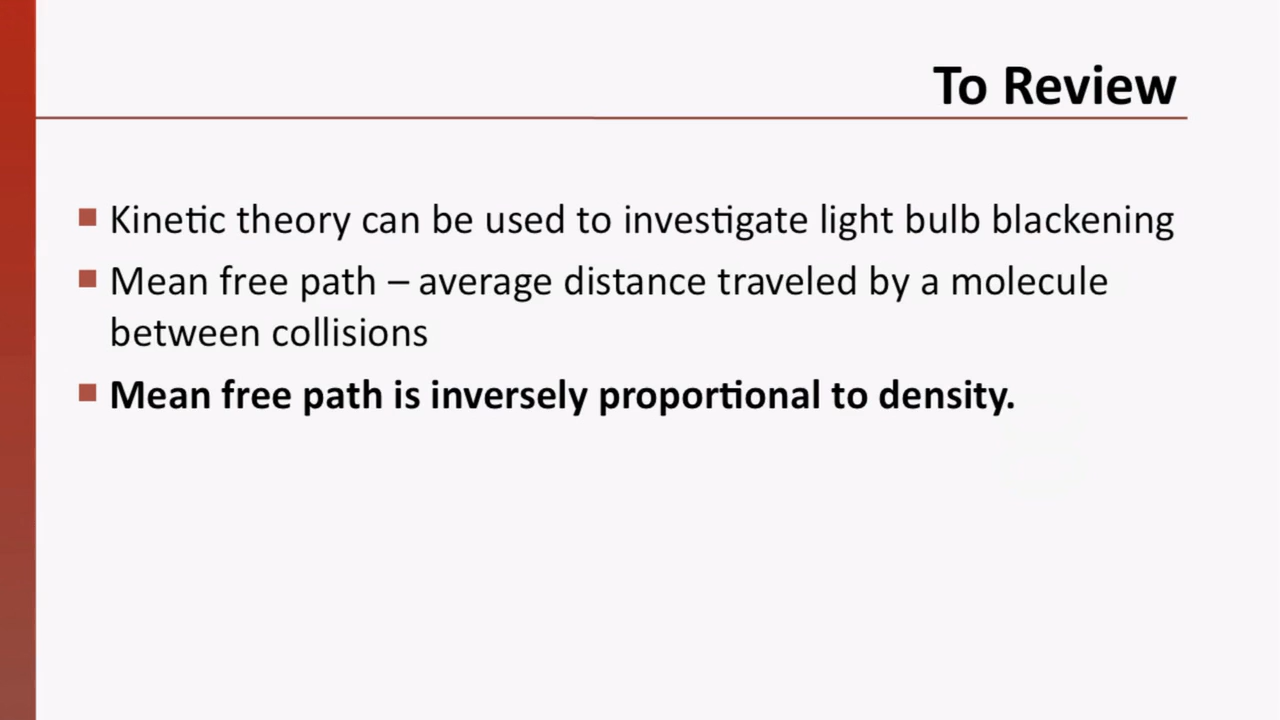 To Review
Kinetic theory can be used to investigate light bulb blackening
Mean free path – average distance traveled by a molecule
between collisions
Mean free path is inversely proportional to density.